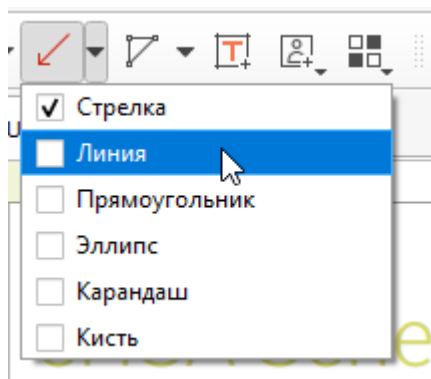 Стрелка
Линия
Прямоугольник
Эллипс
Карандаш
Кисть